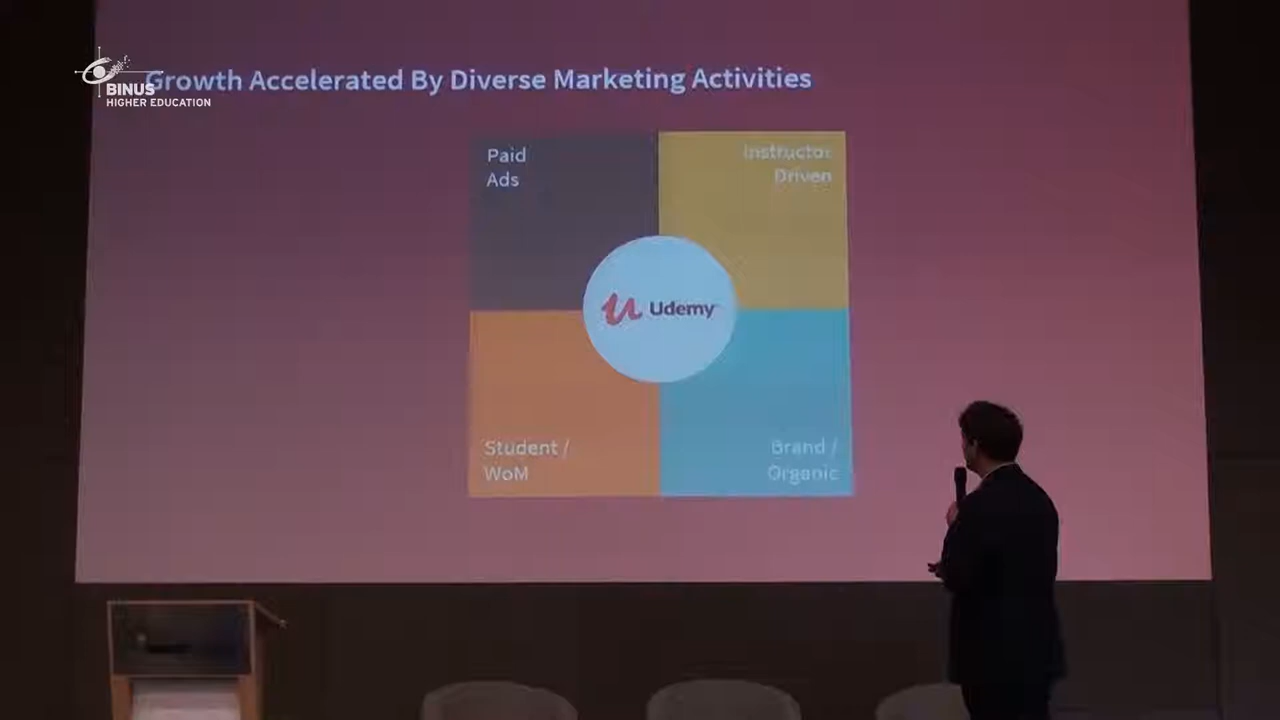 BINUS
HIGHER EDUCATION
Growth Accelerated By Diverse Marketing Activities
Paid
Ads
Instructor
Driven
Udemy
Student /
WoM
Brand /
Organic